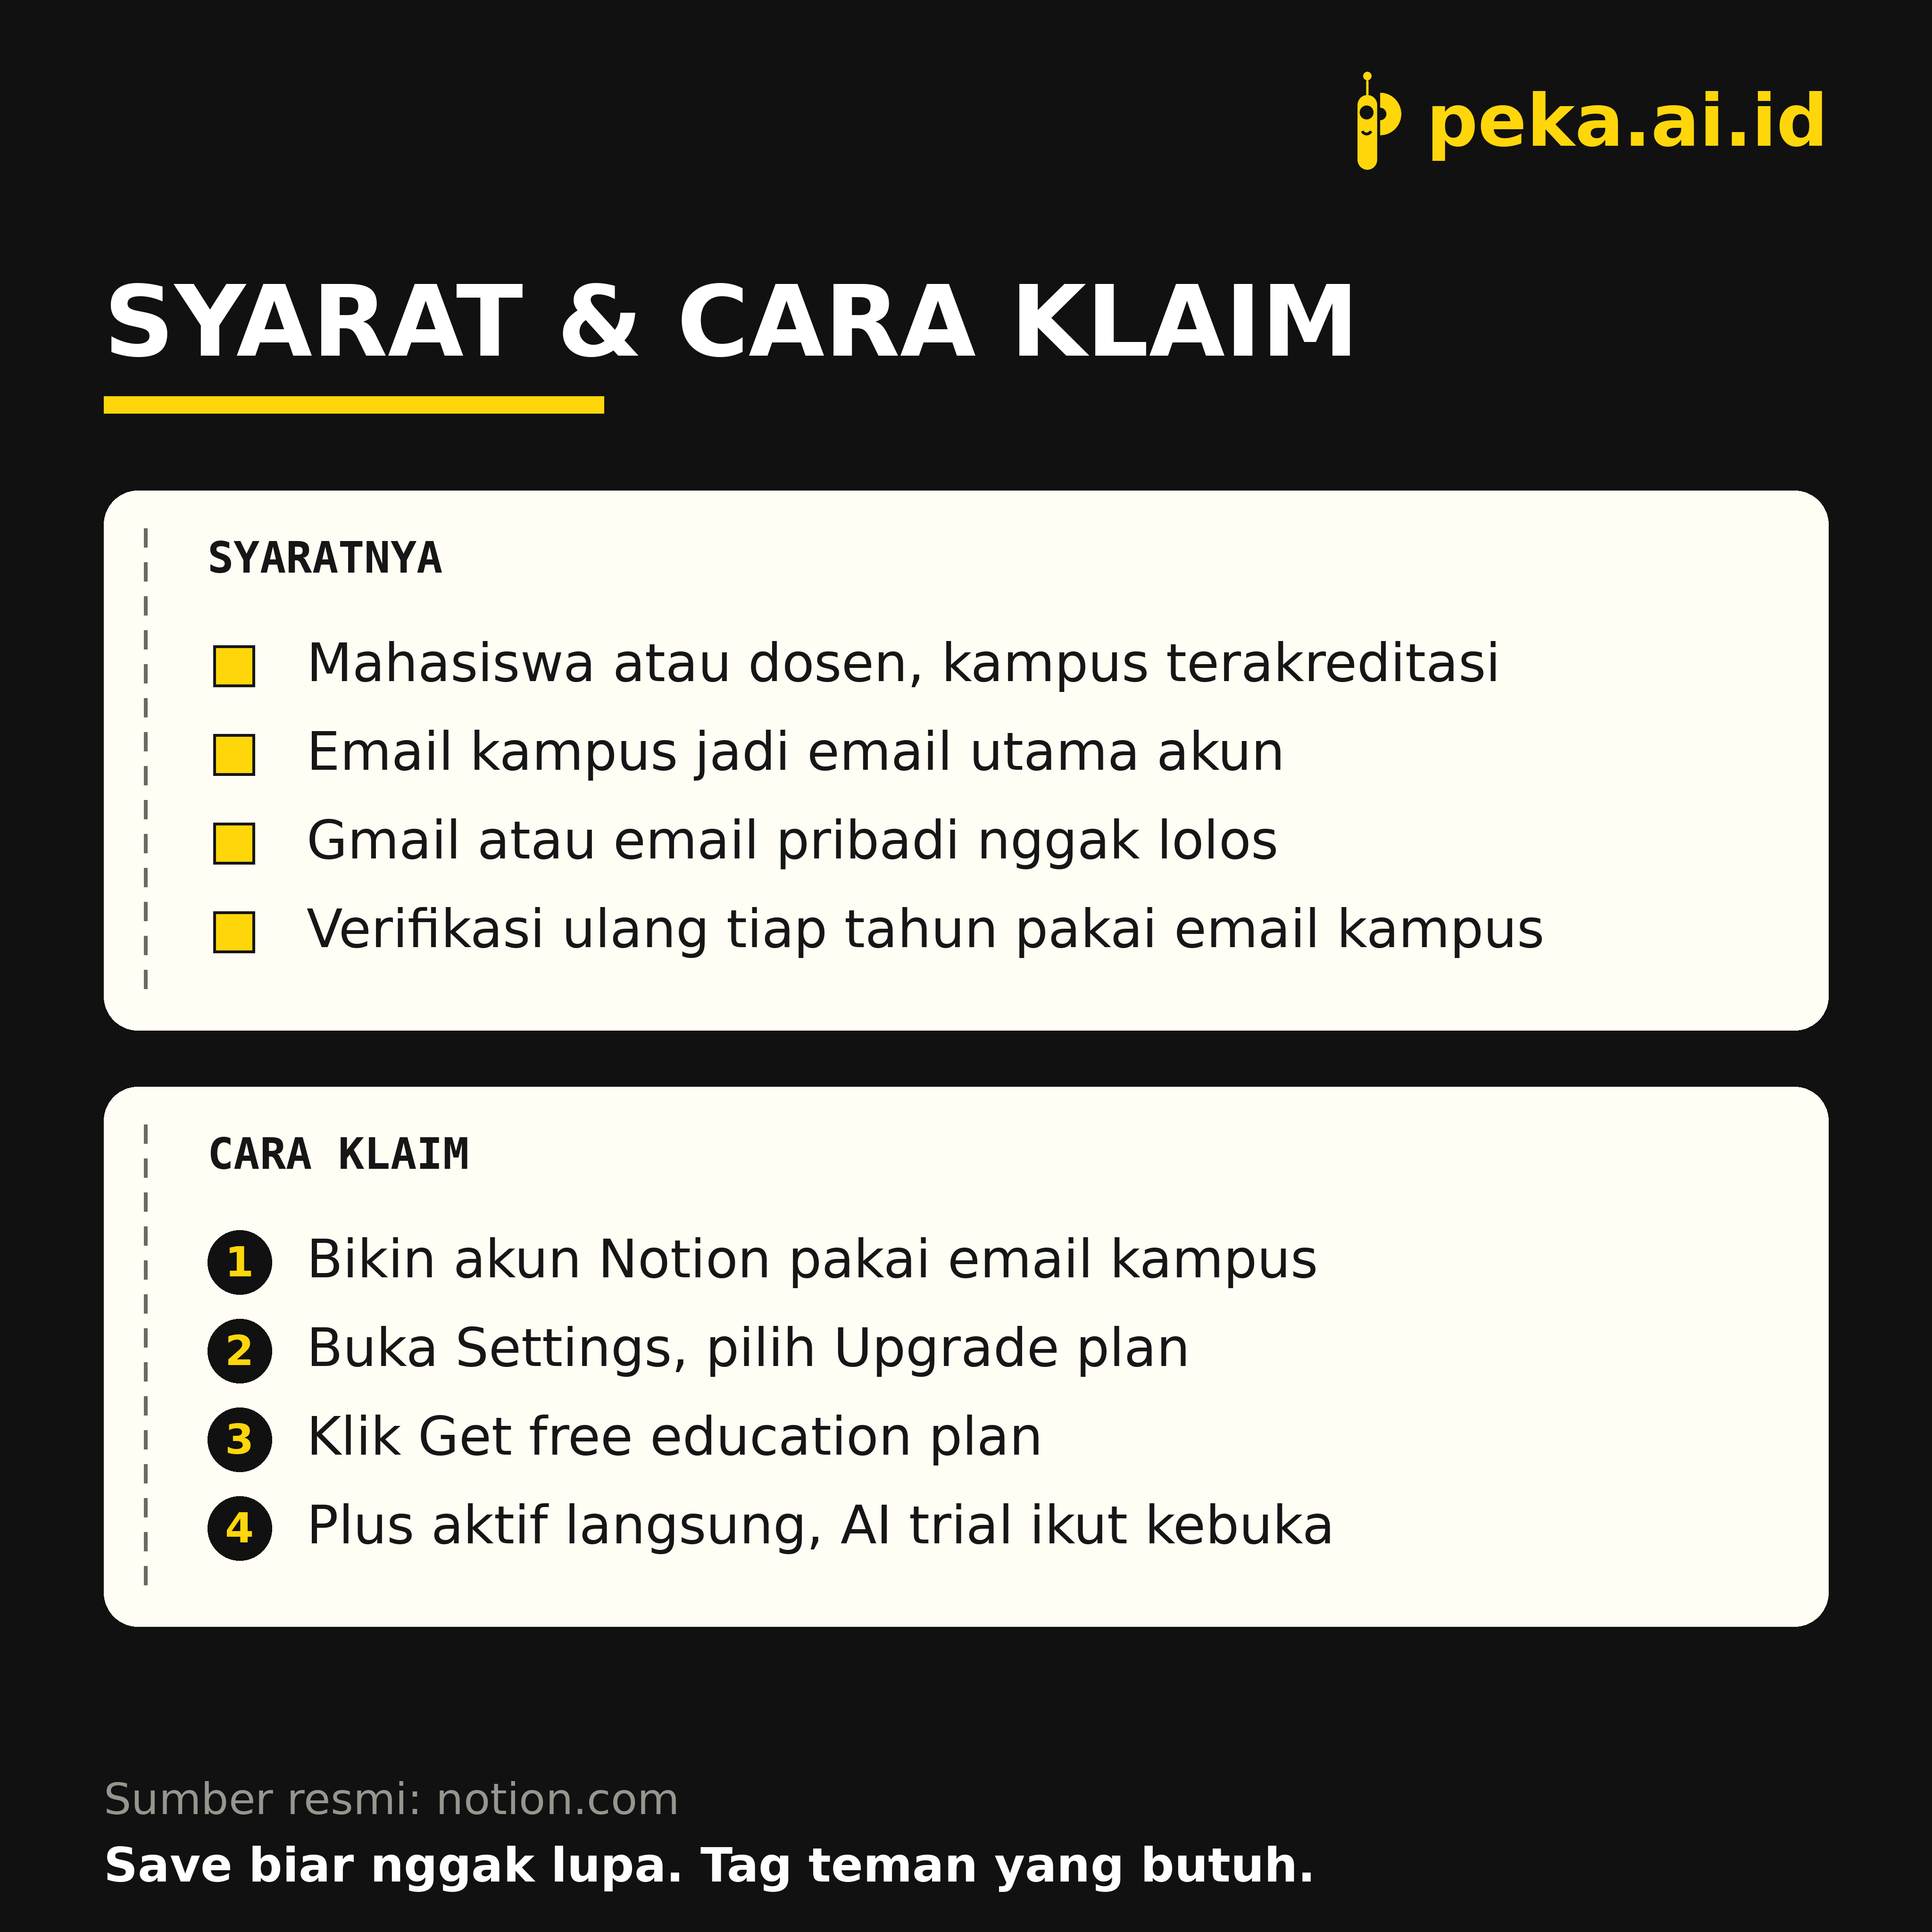 peka.ai.id
SYARAT & CARA KLAIM
SYARATNYA
Mahasiswa atau dosen, kampus terakreditasi
Email kampus jadi email utama akun
Gmail atau email pribadi nggak lolos
Verifikasi ulang tiap tahun pakai email kampus
CARA KLAIM
1 Bikin akun Notion pakai email kampus
2 Buka Settings, pilih Upgrade plan
3 Klik Get free education plan
4 Plus aktif langsung, AI trial ikut kebuka
Sumber resmi: notion.com
Save biar nggak lupa. Tag teman yang butuh.